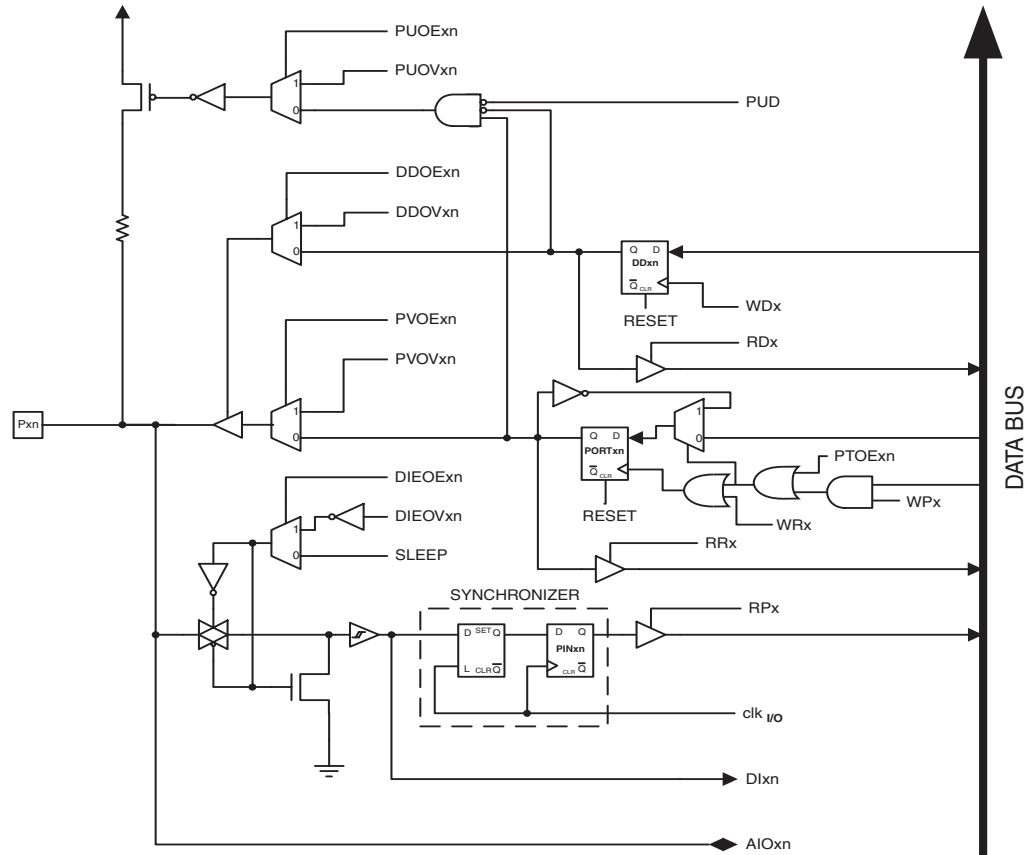 PUOExn
PUOVxn
1
0
PUD
DDOExn
DDOVxn
1
0
Q D
DDxn
Q CLR
WDx
RESET
RDx
PVOExn
PVOVxn
1
0
Pxn
Q D
PORTxn
Q CLR
RESET
1
0
PTOExn
WPx
WRx
RRx
DATA BUS
DIEOExn
DIEOVxn
1
0
SLEEP
SYNCHRONIZER
D SET Q
L CLR Q
D Q
PINxn
CLR Q
RPx
clk I/O
DIxn
AIOxn